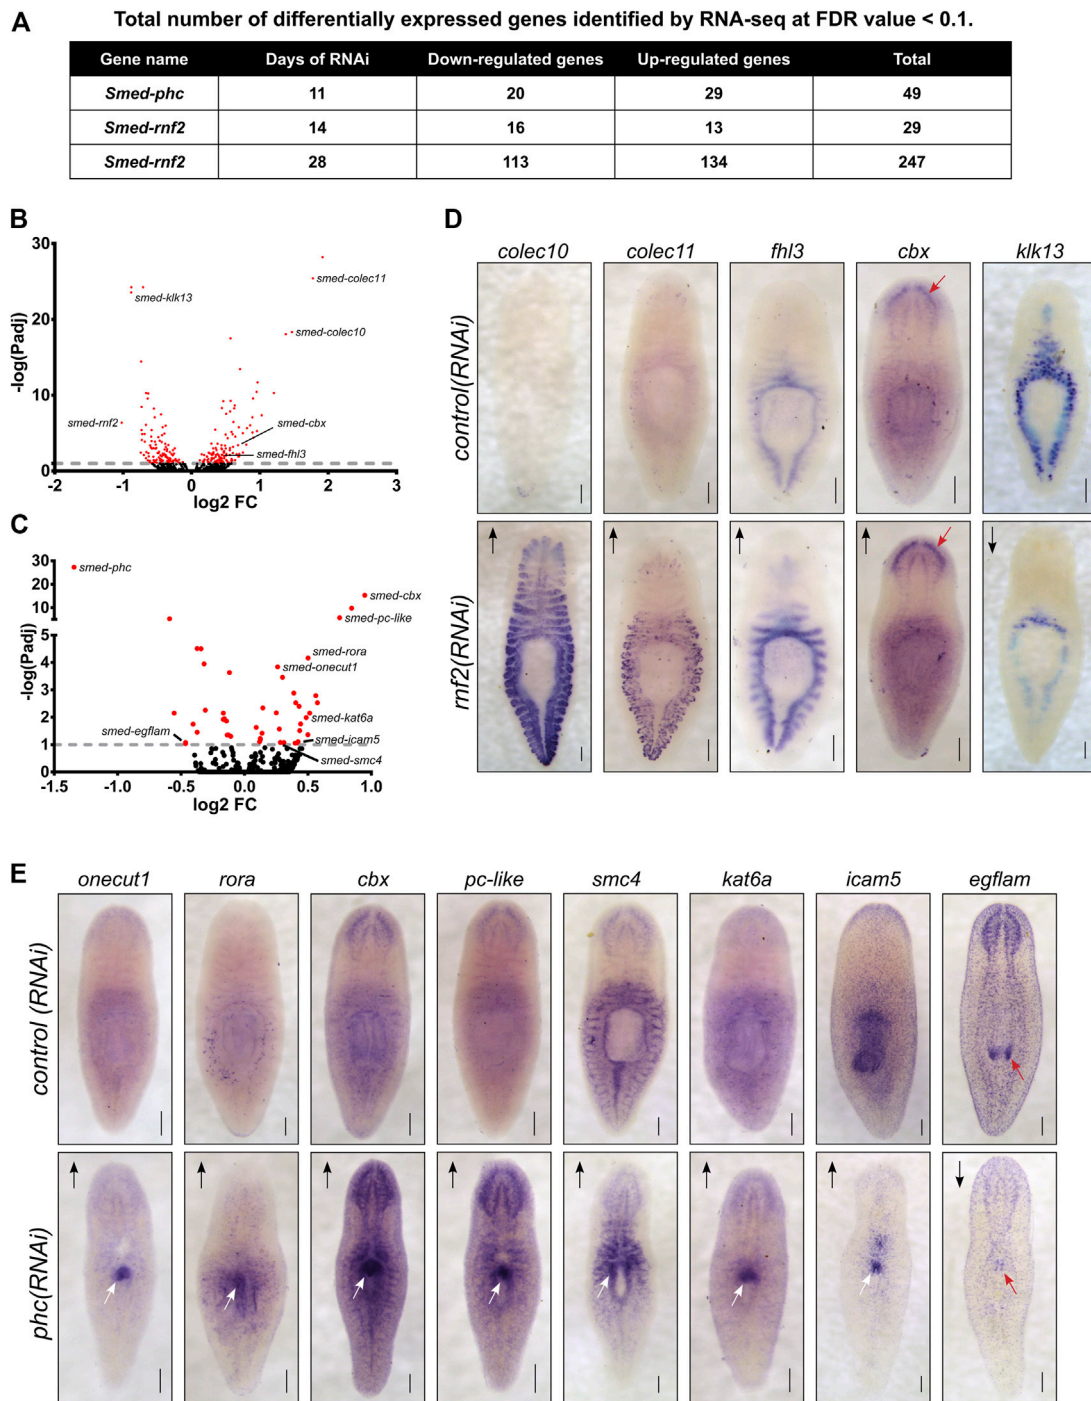 A
Total number of differentially expressed genes identified by RNA-seq at FDR value < 0.1.
Gene name Days of RNAi Down-regulated genes Up-regulated genes Total
Smed-phc 11 20 29 49
Smed-rnf2 14 16 13 29
Smed-rnf2 28 113 134 247
B
-log(Padj)
30
20
10
0
-2 -1 0 1 2 3
log2 FC
smed-colec11
smed-klk13
smed-colec10
smed-rnf2
smed-cbx
smed-fhl3
C
-log(Padj)
30
20
10
5
4
3
2
1
0
-1.5 -1.0 -0.5 0.0 0.5 1.0
log2 FC
smed-phc
smed-cbx
smed-pc-like
smed-rora
smed-onecut1
smed-kat6a
smed-egflam
smed-icam5
smed-smc4
D
colec10 colec11 fhl3 cbx klk13
control(RNAi)
rnf2(RNAi)
E
onecut1 rora cbx pc-like smc4 kat6a icam5 egflam
control (RNAi)
phc(RNAi)